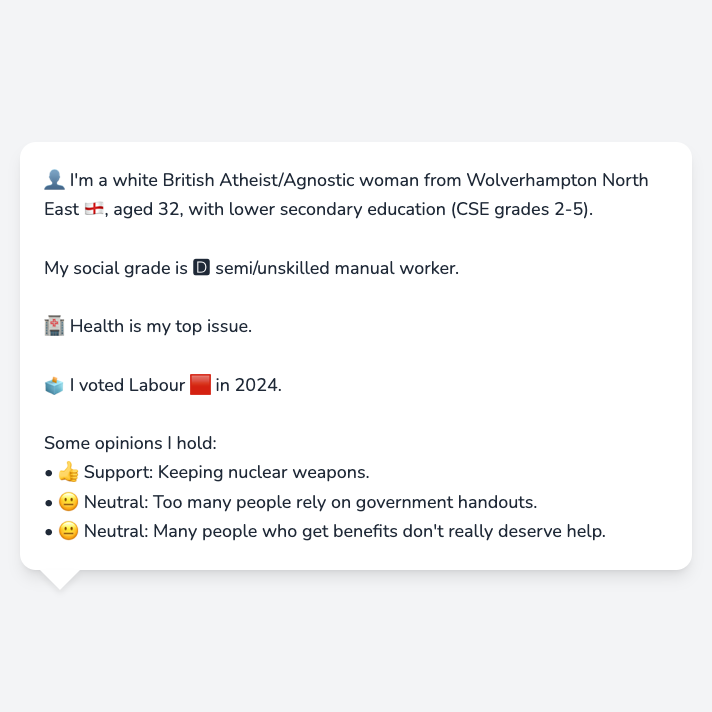 👤 I'm a white British Atheist/Agnostic woman from Wolverhampton North
East 🏴󠁧󠁢󠁥󠁮󠁧󠁿, aged 32, with lower secondary education (CSE grades 2-5).
My social grade is 🅳 semi/unskilled manual worker.
🏥 Health is my top issue.
🗳️ I voted Labour 🟥 in 2024.
Some opinions I hold:
• 👍 Support: Keeping nuclear weapons.
• 😐 Neutral: Too many people rely on government handouts.
• 😐 Neutral: Many people who get benefits don't really deserve help.